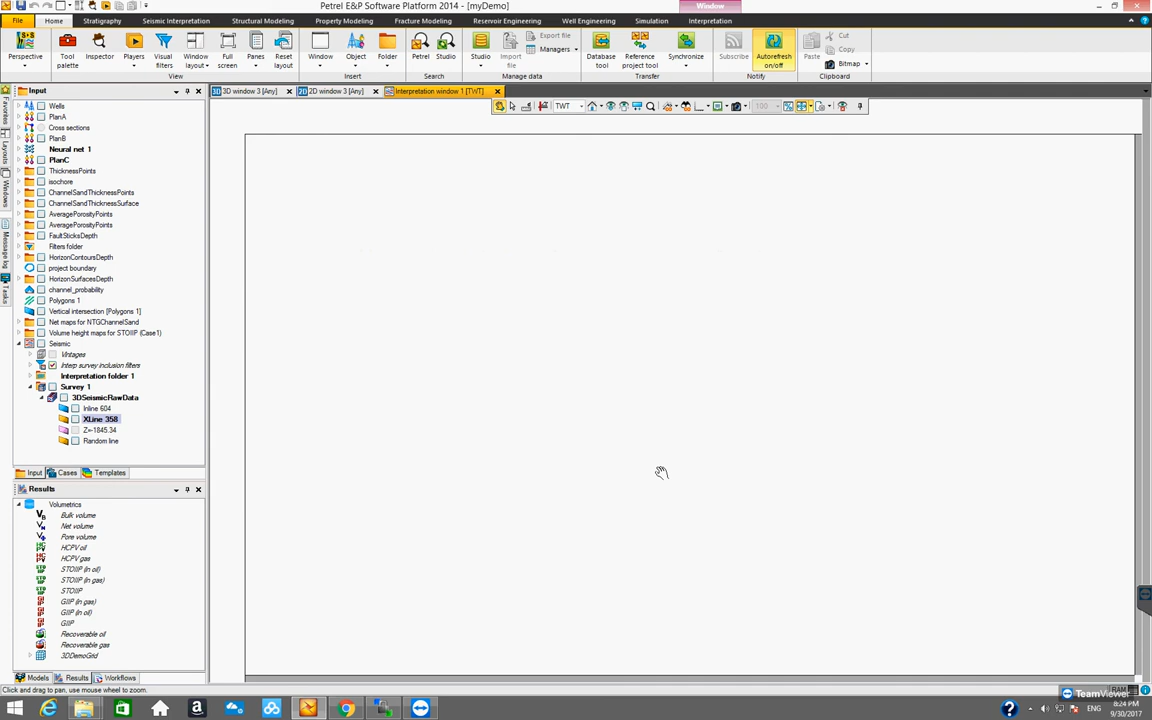 Petrel E&P Software Platform 2014 - [myDemo]
Window
File Home Stratigraphy Seismic Interpretation Structural Modeling Property Modeling Fracture Modeling Reservoir Engineering Well Engineering Simulation Interpretation
Perspective
Tool palette
Inspector
Players
Visual filters
Window layout
Full screen
Panes
Reset layout
View
Window
Object
Folder
Insert
Petrel
Studio
Search
Studio
Import file
Export file
Managers
Manage data
Database tool
Reference project tool
Synchronize
Transfer
Subscribe
Autorefresh on/off
Notify
Paste
Cut
Copy
Bitmap
Clipboard
Input
3D window 3 [Any]
2D window 3 [Any]
Interpretation window 1 [TWT]
TWT
100
Favorites
Layouts
Windows
Message log
Tasks
Wells
PlanA
Cross sections
PlanB
Neural net 1
PlanC
ThicknessPoints
isochore
ChannelSandThicknessPoints
ChannelSandThicknessSurface
AveragePorosityPoints
AveragePorosityPoints
FaultSticksDepth
Filters folder
HorizonContoursDepth
project boundary
HorizonSurfacesDepth
channel_probability
Polygons 1
Vertical intersection [Polygons 1]
Net maps for NTGChannelSand
Volume height maps for STOIIP (Case1)
Seismic
Vintages
Interp survey inclusion filters
Interpretation folder 1
Survey 1
3DSeismicRawData
Inline 604
XLine 358
Z=-1845.34
Random line
Input Cases Templates
Results
Volumetrics
Bulk volume
Net volume
Pore volume
HCPV oil
HCPV gas
STOIIP (in oil)
STOIIP (in gas)
STOIIP
GIIP (in gas)
GIIP (in oil)
GIIP
Recoverable oil
Recoverable gas
3DDemoGrid
Models Results Workflows
Click and drag to pan, use mouse wheel to zoom.
RAM
TeamViewer
ENG
8:24 PM
9/30/2017